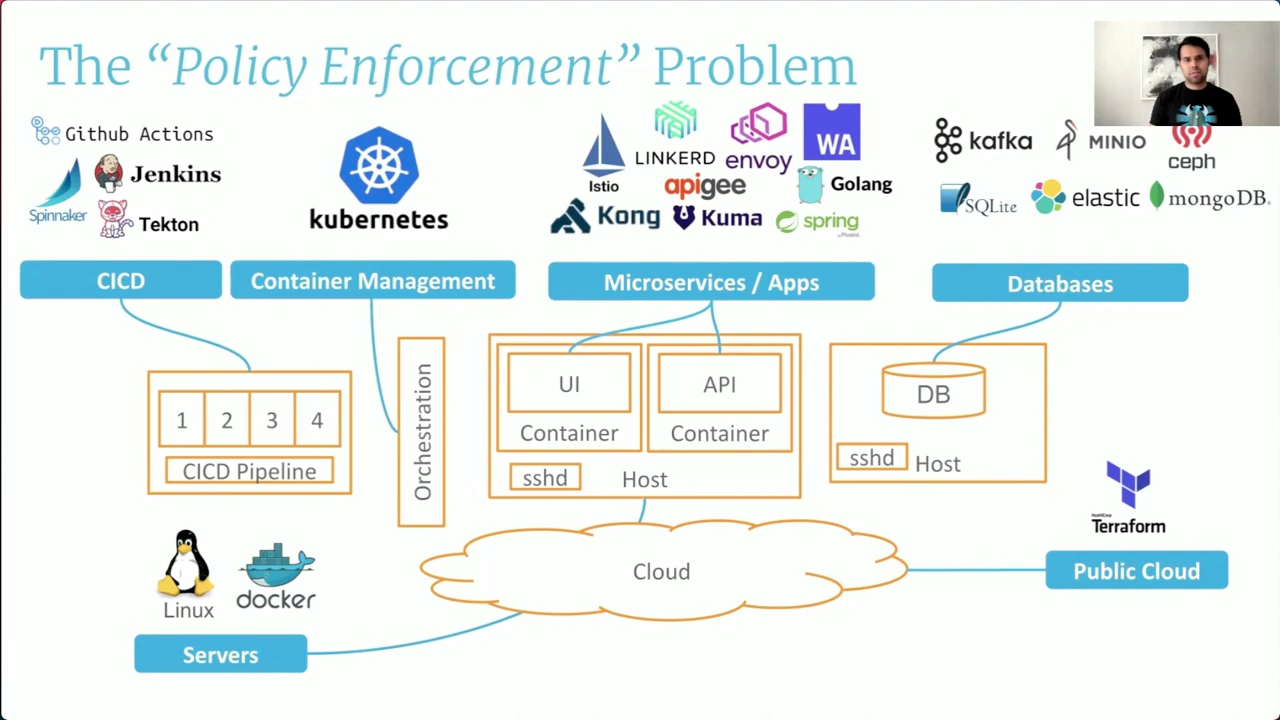 The “Policy Enforcement” Problem
Github Actions
Jenkins
Spinnaker
Tekton
kubernetes
Istio
LINKERD
envoy
WA
apigee
Golang
Kong
Kuma
spring
kafka
MINIO
ceph
SQLite
elastic
mongoDB.
CICD
Container Management
Microservices / Apps
Databases
1 2 3 4
CICD Pipeline
Orchestration
UI
API
Container
Container
sshd
Host
DB
sshd
Host
HashiCorp
Terraform
Linux
docker
Cloud
Public Cloud
Servers